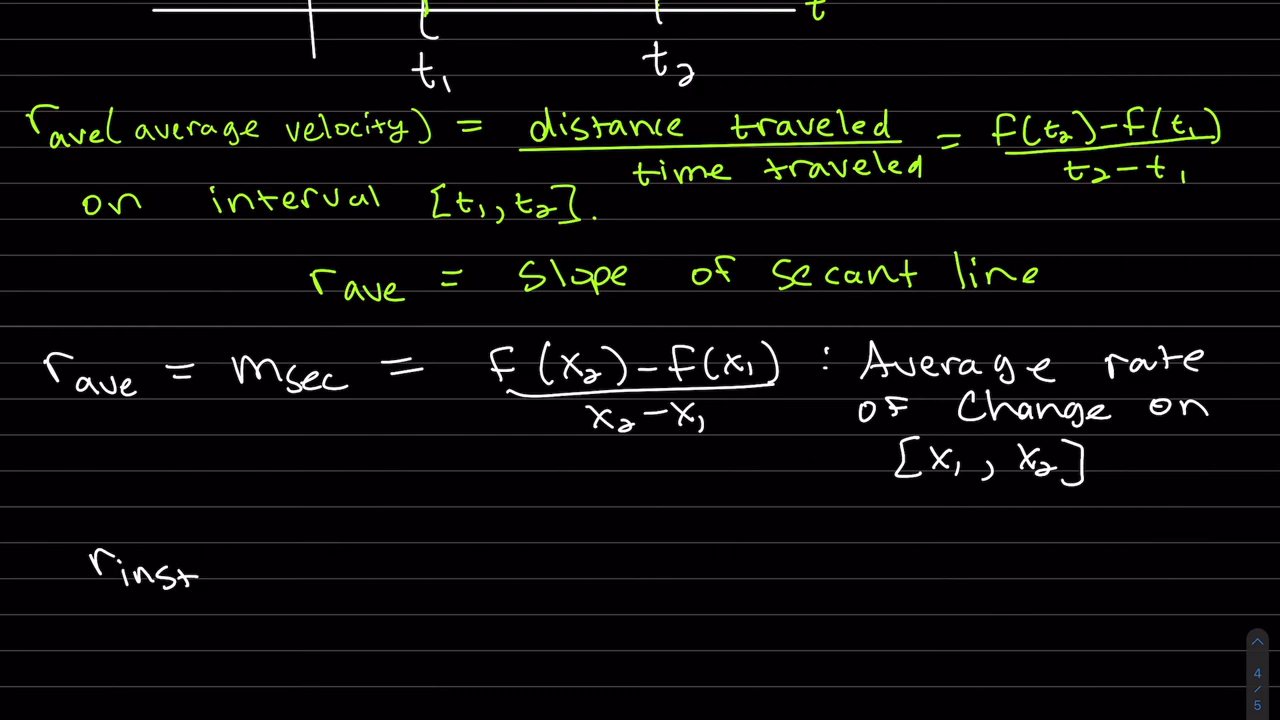 t
t₁ t₂
r_ave (average velocity) = distance traveled / time traveled = f(t₂) - f(t₁) / t₂ - t₁
on interval [t₁, t₂].
r_ave = slope of secant line
r_ave = m_sec = f(x₂) - f(x₁) / x₂ - x₁ : Average rate
of change on
[x₁, x₂]
r_inst
4
/
5